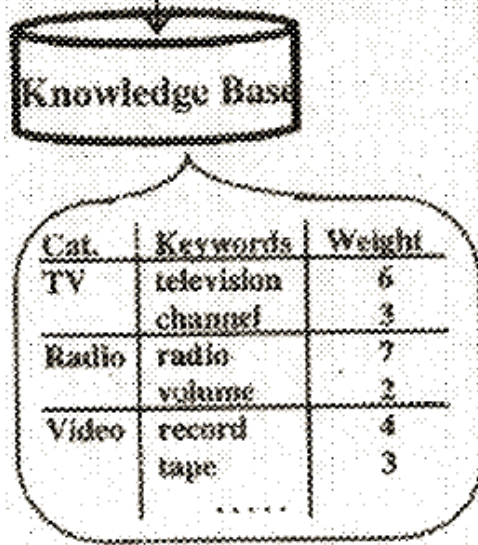 Knowledge Base
Cat. Keywords Weight
TV television 6
channel 3
Radio radio 7
volume 2
Video record 4
tape 3
.....